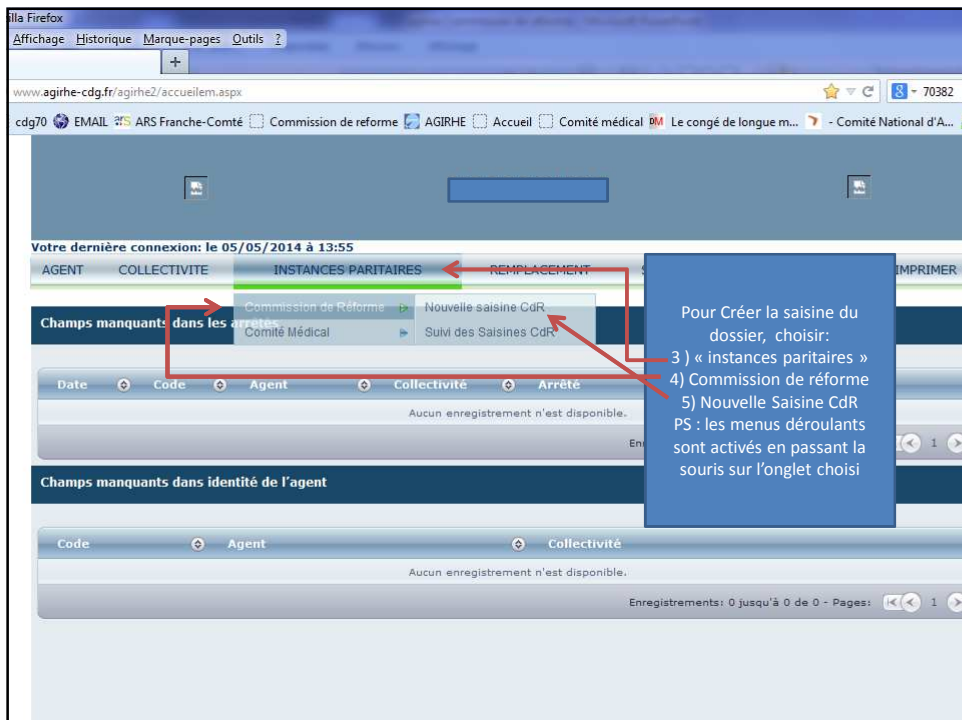 illa Firefox
Affichage Historique Marque-pages Outils ?
+
www.agirhe-cdg.fr/agirhe2/accueilem.aspx
70382
cdg70 EMAIL ars ARS Franche-Comté Commission de reforme AGIRHE Accueil Comité médical DM Le congé de longue m... - Comité National d'A...
Votre dernière connexion: le 05/05/2014 à 13:55
AGENT COLLECTIVITE INSTANCES PARITAIRES REMPLACEMENT S IMPRIMER
Commission de Réforme Nouvelle saisine CdR
Champs manquants dans les arrêtés
Comité Médical Suivi des Saisines CdR
Pour Créer la saisine du
dossier, choisir:
3 ) « instances paritaires »
4) Commission de réforme
5) Nouvelle Saisine CdR
PS : les menus déroulants
sont activés en passant la
souris sur l’onglet choisi
Date Code Agent Collectivité Arrêté
Aucun enregistrement n'est disponible.
En 1
Champs manquants dans identité de l'agent
Code Agent Collectivité
Aucun enregistrement n'est disponible.
Enregistrements: 0 jusqu'à 0 de 0 - Pages: 1